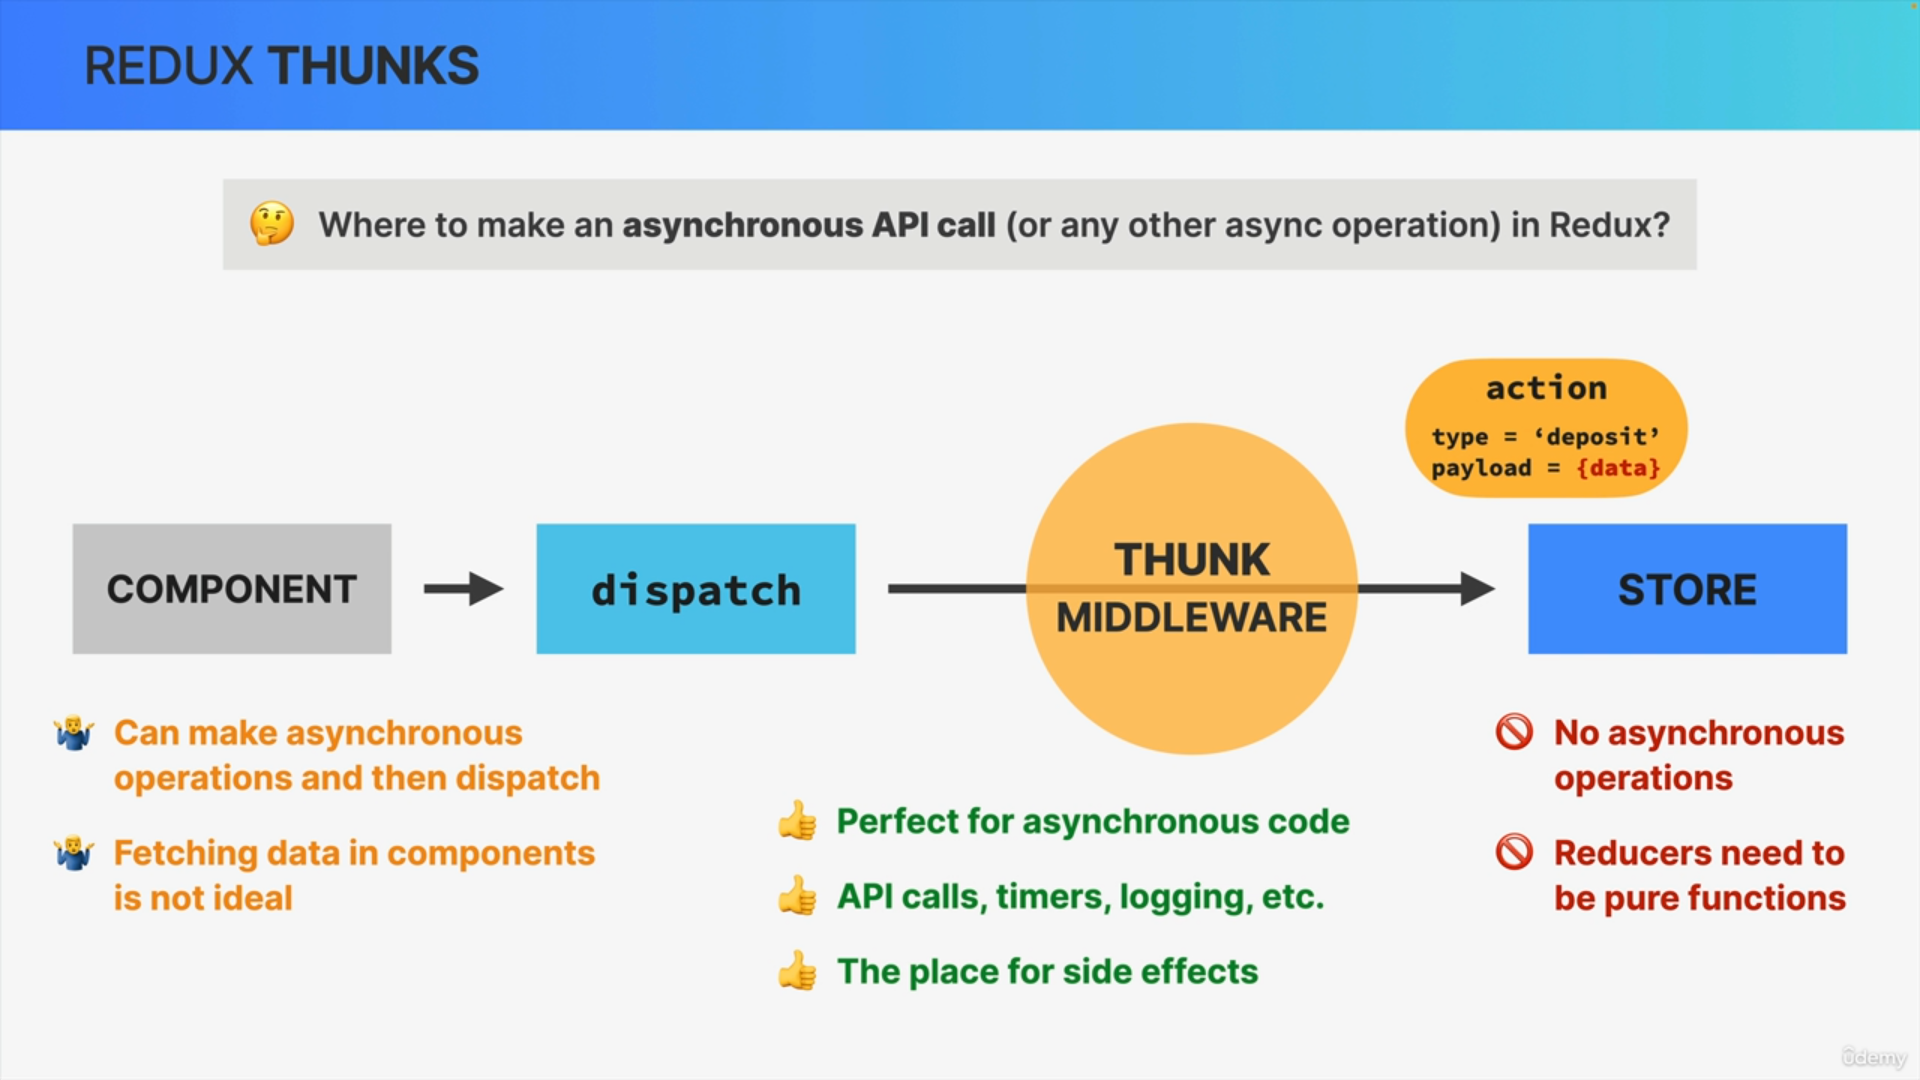 REDUX THUNKS
🤔 Where to make an asynchronous API call (or any other async operation) in Redux?
action
type = ‘deposit’
payload = {data}
COMPONENT
dispatch
THUNK
MIDDLEWARE
STORE
🤷‍♂️ Can make asynchronous
operations and then dispatch
🤷‍♂️ Fetching data in components
is not ideal
👍 Perfect for asynchronous code
👍 API calls, timers, logging, etc.
👍 The place for side effects
🚫 No asynchronous
operations
🚫 Reducers need to
be pure functions
ûdemy